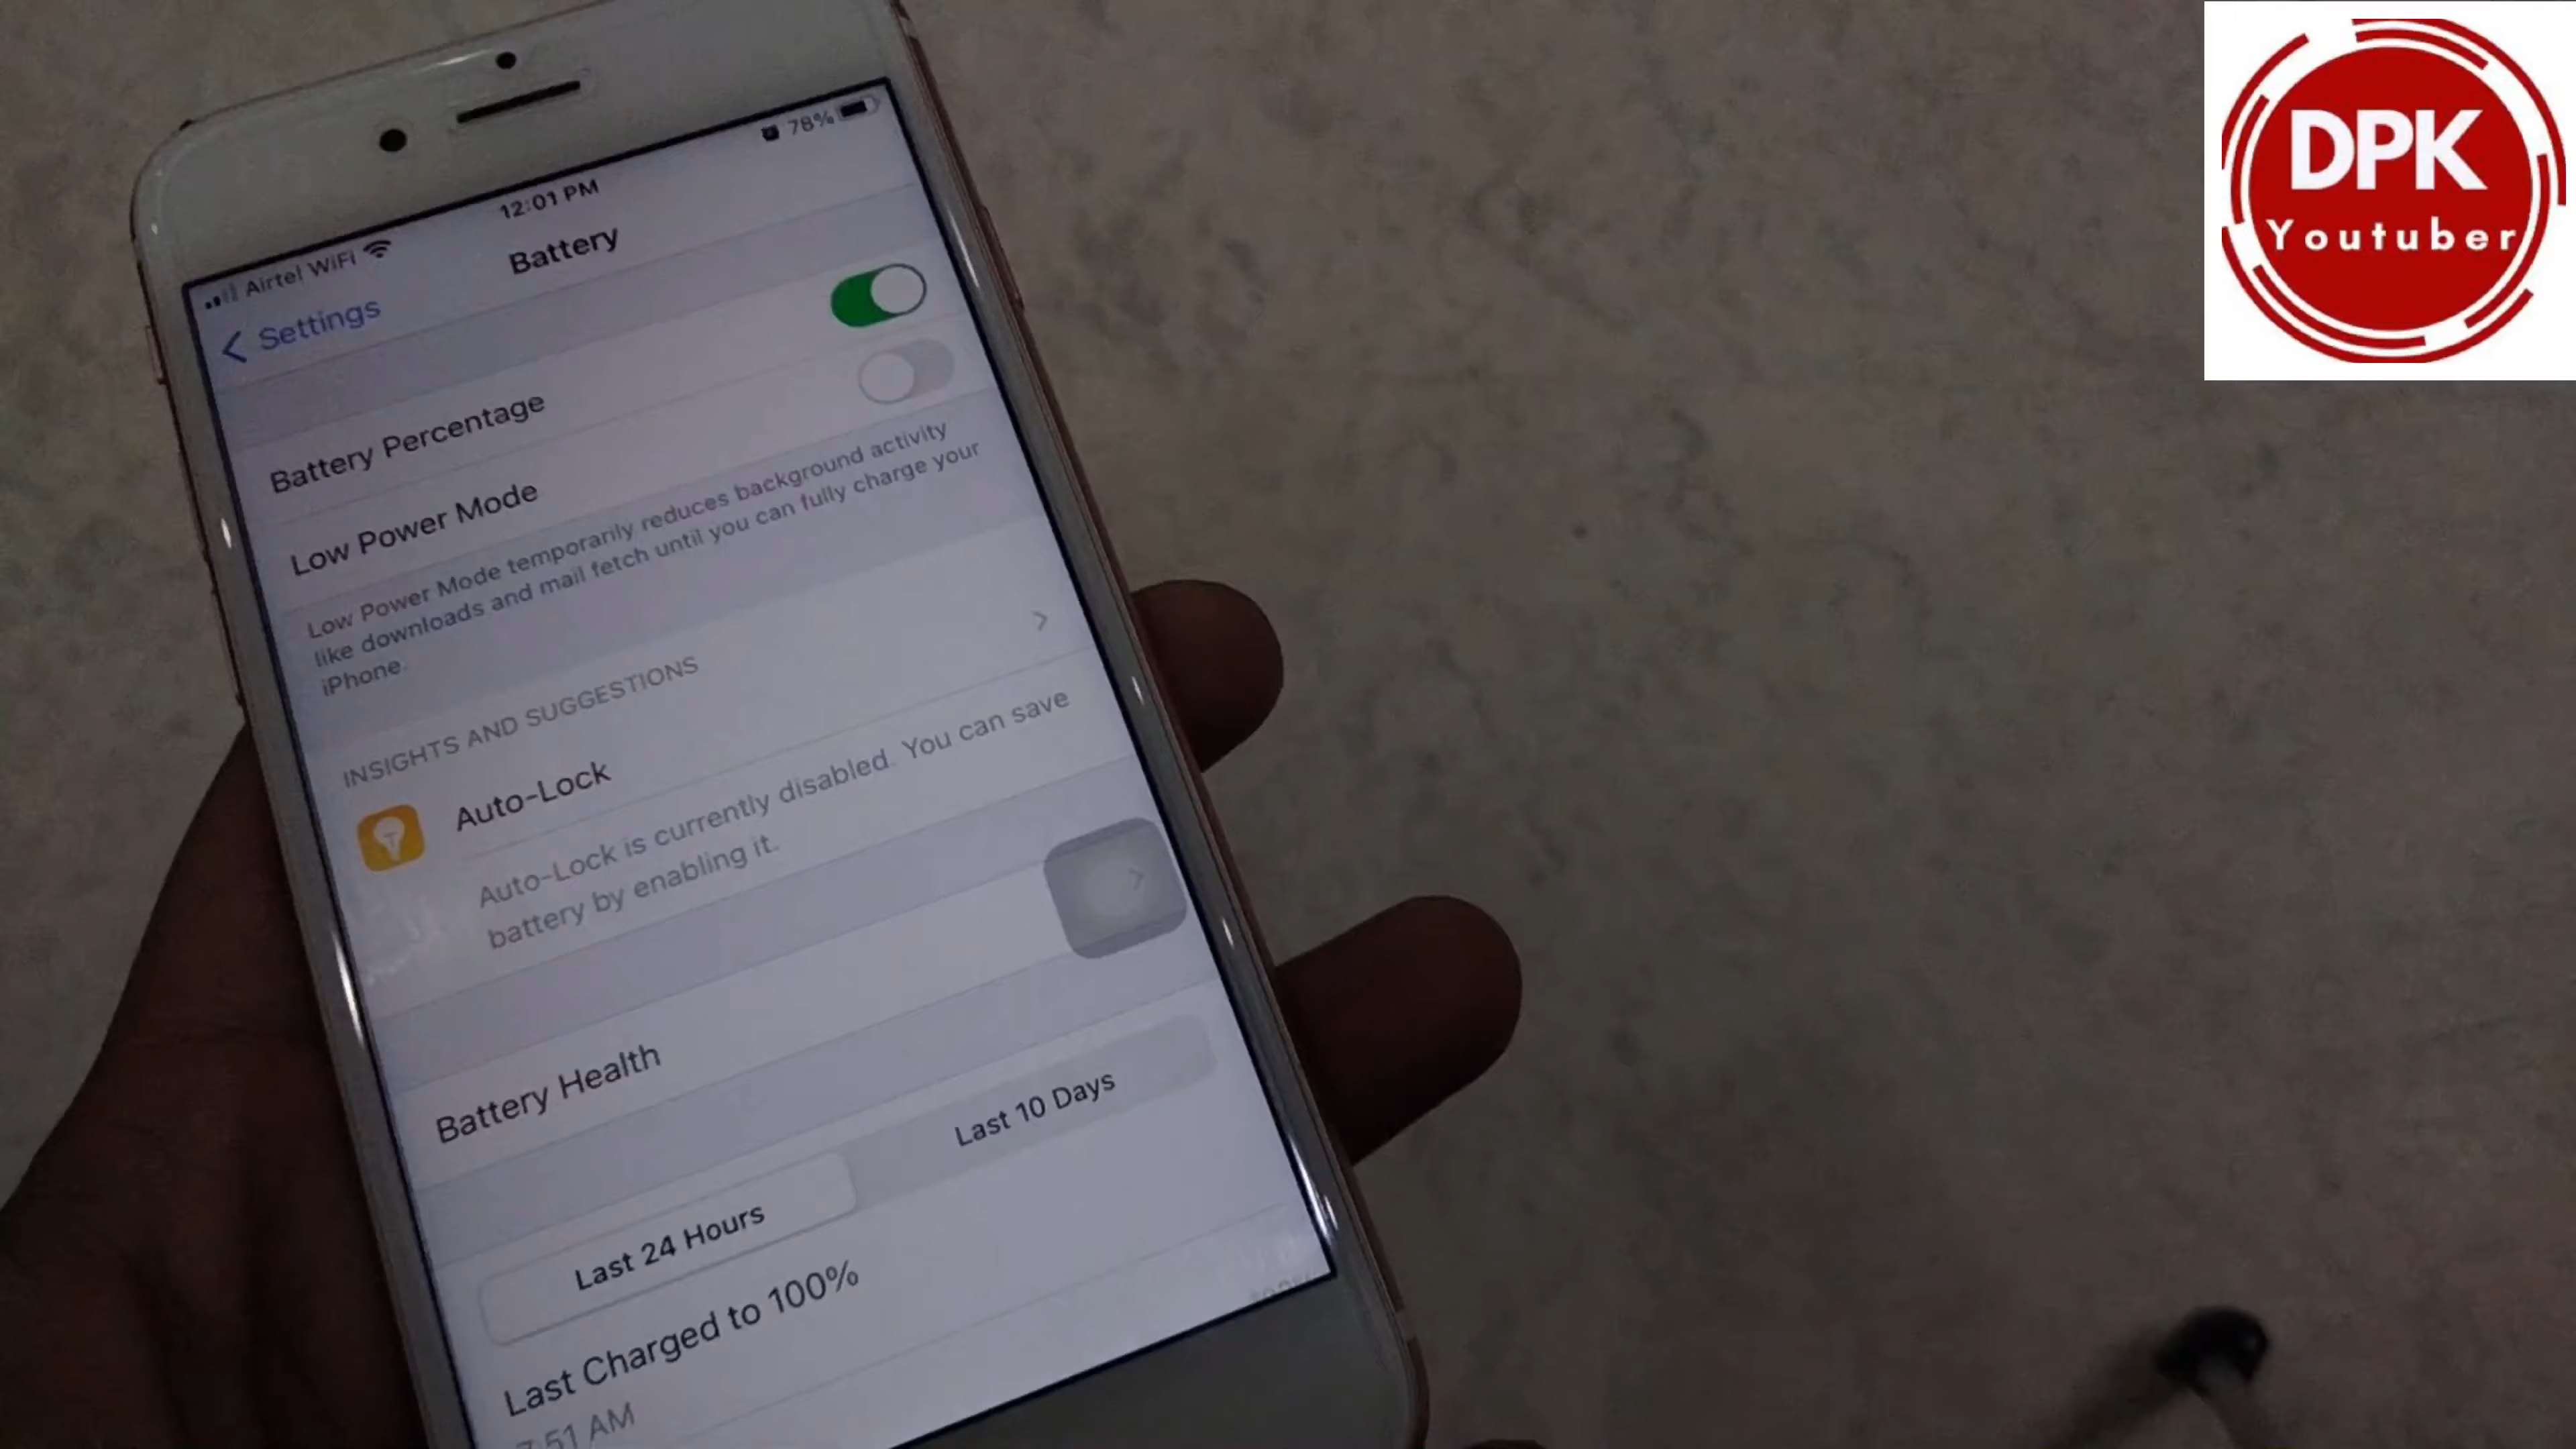 DPK
Youtuber
78%
12:01 PM
Airtel WiFi
Settings
Battery
Battery Percentage
Low Power Mode
Low Power Mode temporarily reduces background activity
like downloads and mail fetch until you can fully charge your
iPhone.
INSIGHTS AND SUGGESTIONS
Auto-Lock
Auto-Lock is currently disabled. You can save
battery by enabling it.
Battery Health
Last 24 Hours
Last 10 Days
Last Charged to 100%
7:51 AM